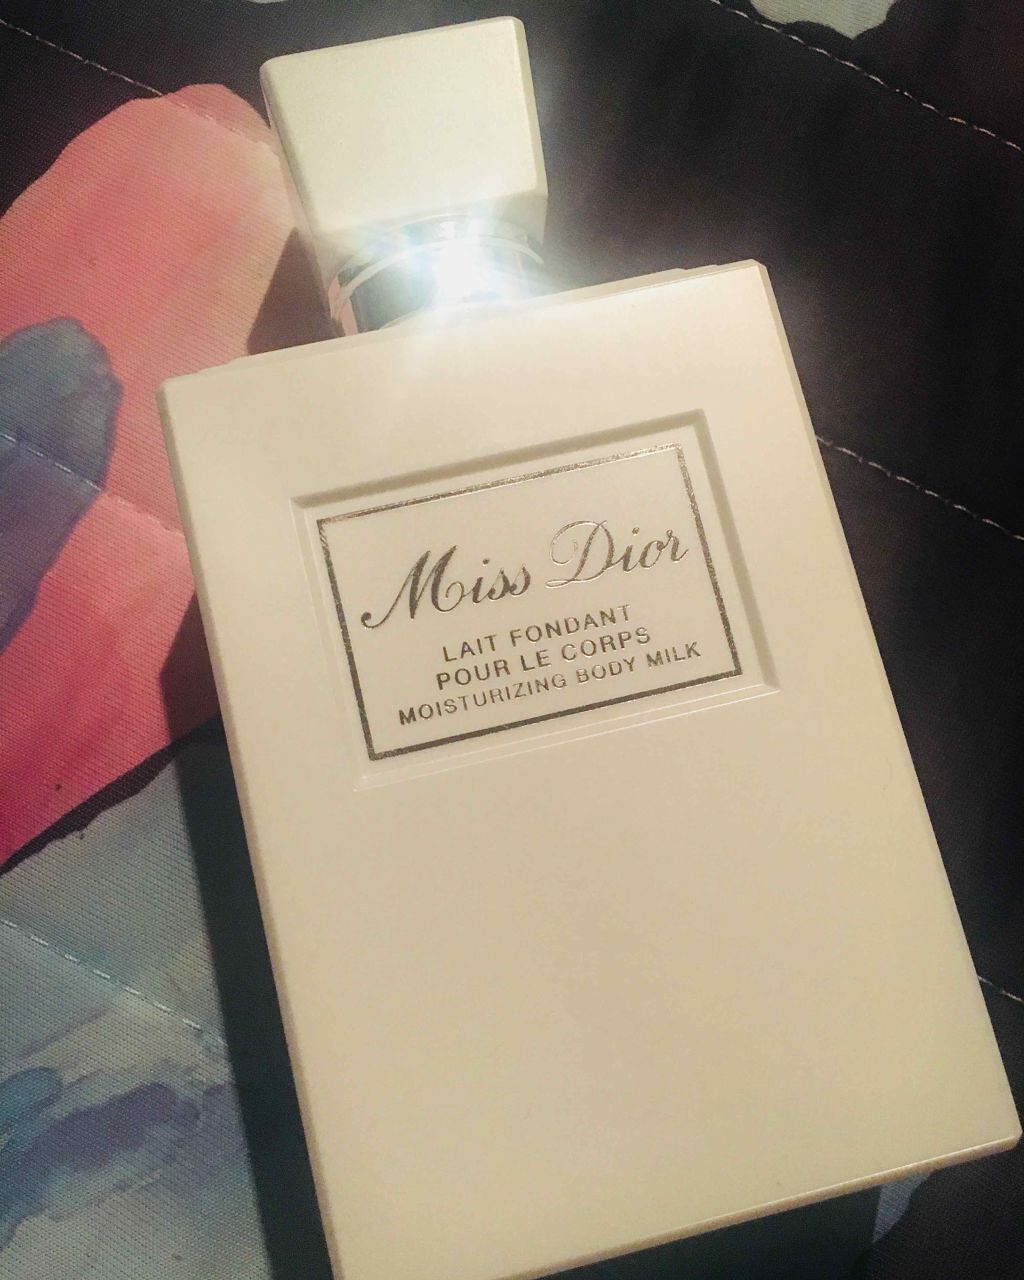 Miss Dior
LAIT FONDANT
POUR LE CORPS
MOISTURIZING BODY MILK